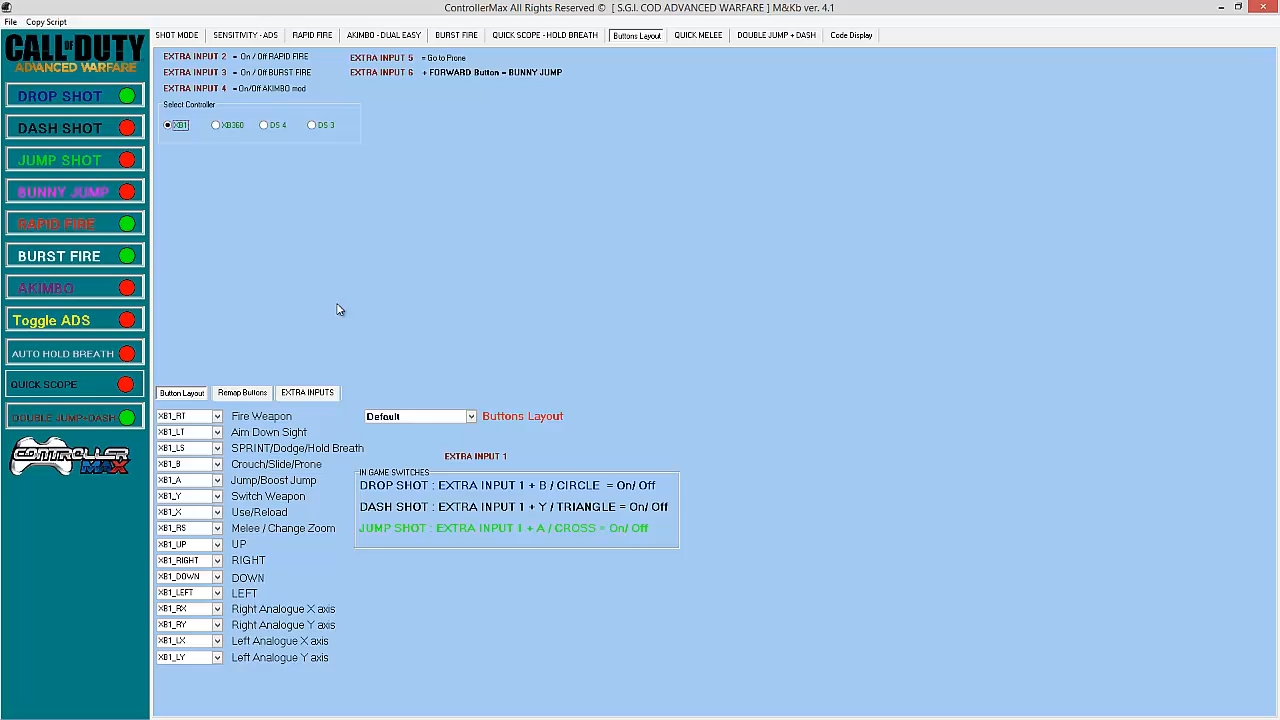 ControllerMax All Rights Reserved © [ S.G.I. COD ADVANCED WARFARE ] M&Kb ver. 4.1
File Copy Script
CALL OF DUTY
ADVANCED WARFARE
SHOT MODE SENSITIVITY - ADS RAPID FIRE AKIMBO - DUAL EASY BURST FIRE QUICK SCOPE - HOLD BREATH Buttons Layout QUICK MELEE DOUBLE JUMP + DASH Code Display
EXTRA INPUT 2 = On / Off RAPID FIRE EXTRA INPUT 5 = Go to Prone
EXTRA INPUT 3 = On / Off BURST FIRE EXTRA INPUT 6 + FORWARD Button = BUNNY JUMP
EXTRA INPUT 4 = On/Off AKIMBO mod
Select Controller
XB1 XB360 DS 4 DS 3
DROP SHOT
DASH SHOT
JUMP SHOT
BUNNY JUMP
RAPID FIRE
BURST FIRE
AKIMBO
Toggle ADS
AUTO HOLD BREATH
QUICK SCOPE
DOUBLE JUMP+DASH
CONTROLLER
MAX
Button Layout Remap Buttons EXTRA INPUTS
XB1_RT Fire Weapon Default Buttons Layout
XB1_LT Aim Down Sight
XB1_LS SPRINT/Dodge/Hold Breath
XB1_B Crouch/Slide/Prone
XB1_A Jump/Boost Jump
XB1_Y Switch Weapon
XB1_X Use/Reload
XB1_RS Melee / Change Zoom
XB1_UP UP
XB1_RIGHT RIGHT
XB1_DOWN DOWN
XB1_LEFT LEFT
XB1_RX Right Analogue X axis
XB1_RY Right Analogue Y axis
XB1_LX Left Analogue X axis
XB1_LY Left Analogue Y axis
EXTRA INPUT 1
IN GAME SWITCHES
DROP SHOT : EXTRA INPUT 1 + B / CIRCLE = On/ Off
DASH SHOT : EXTRA INPUT 1 + Y / TRIANGLE = On/ Off
JUMP SHOT : EXTRA INPUT 1 + A / CROSS = On/ Off